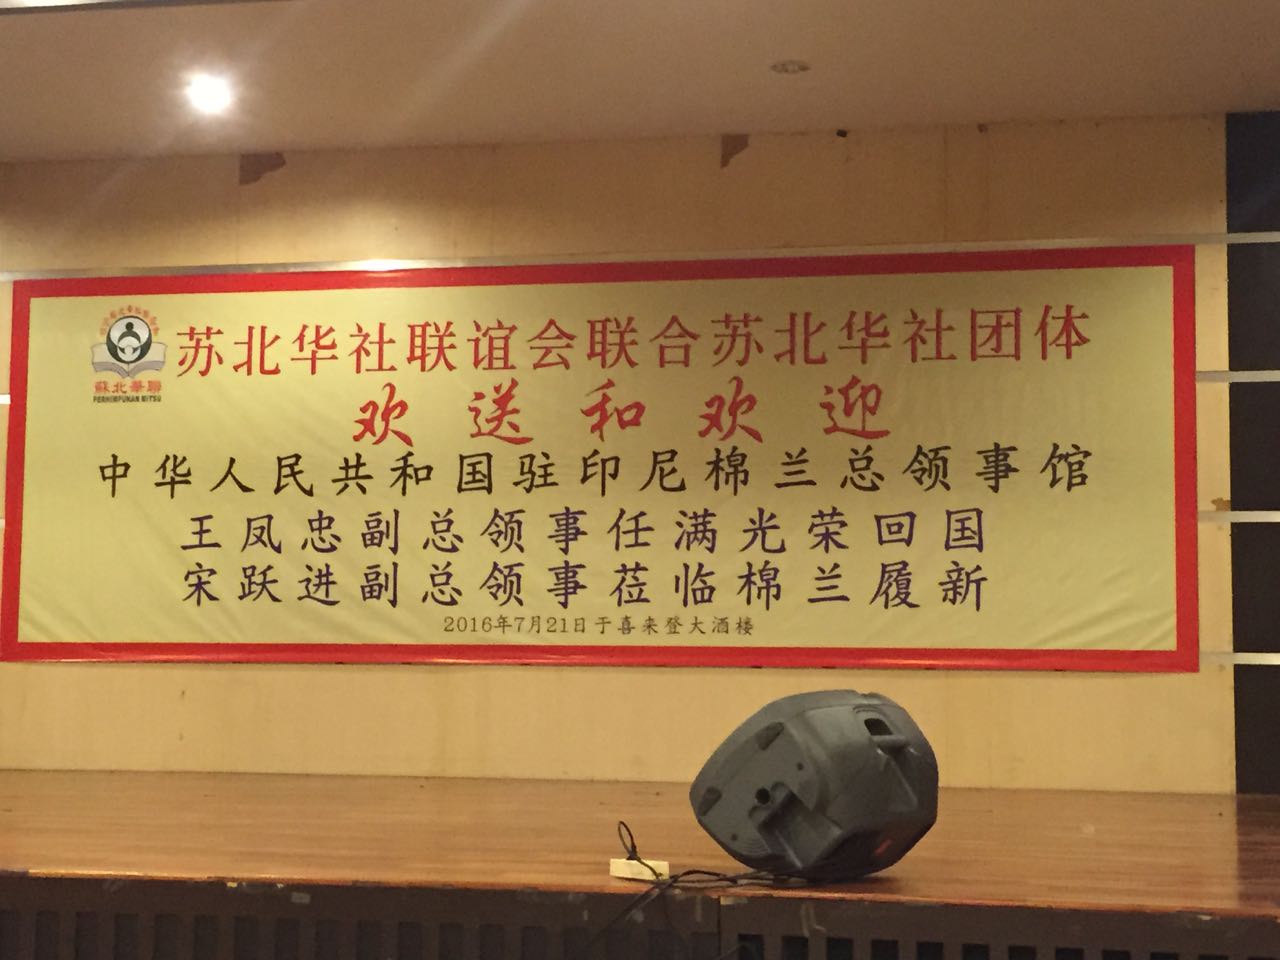 苏北华社联谊会联合苏北华社团体
欢送和欢迎
中华人民共和国驻印尼棉兰总领事馆
王凤忠副总领事任满光荣回国
宋跃进副总领事莅临棉兰履新
2016年7月21日于喜来登大酒楼
蘇北華聯
PERHIMPUNAN MITSU